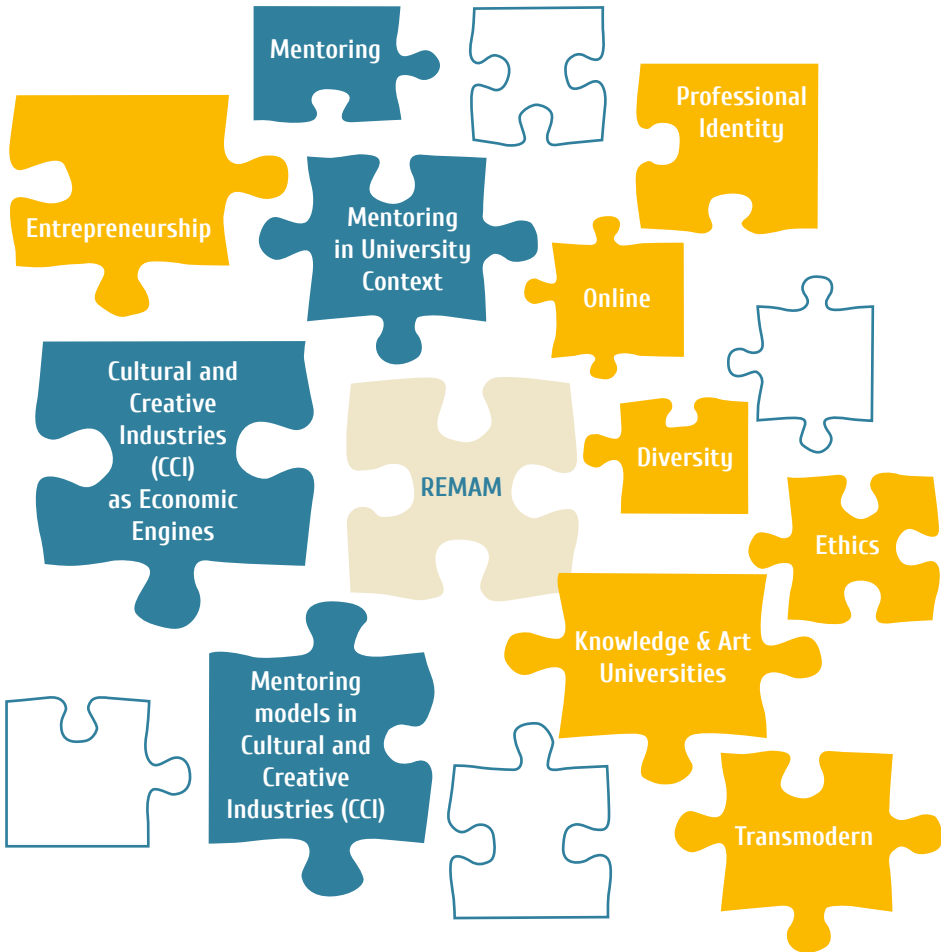 Mentoring
Professional
Identity
Entrepreneurship
Mentoring
in University
Context
Online
Cultural and
Creative
Industries
(CCI)
as Economic
Engines
REMAM
Diversity
Ethics
Knowledge & Art
Universities
Mentoring
models in
Cultural and
Creative
Industries (CCI)
Transmodern